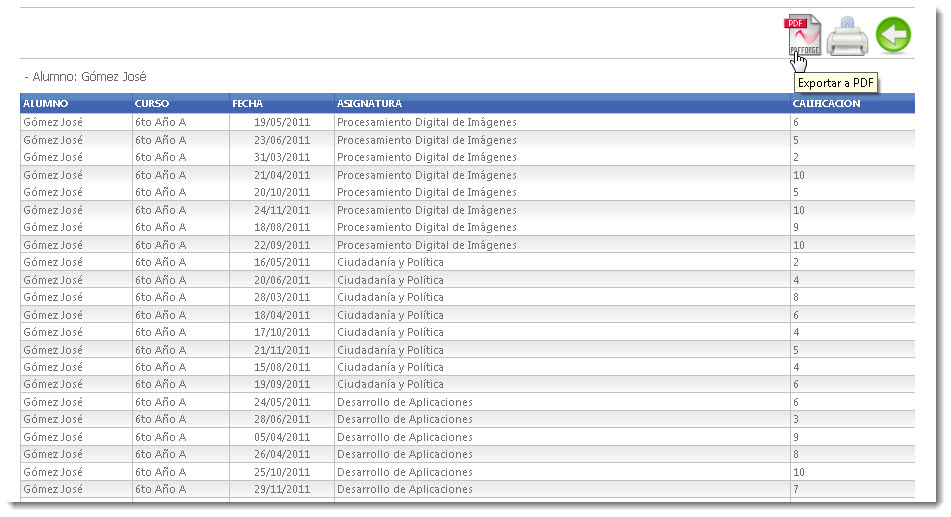 PDF
PDFFORGE
Exportar a PDF
- Alumno: Gómez José
ALUMNO CURSO FECHA ASIGNATURA CALIFICACION
Gómez José 6to Año A 19/05/2011 Procesamiento Digital de Imágenes 6
Gómez José 6to Año A 23/06/2011 Procesamiento Digital de Imágenes 5
Gómez José 6to Año A 31/03/2011 Procesamiento Digital de Imágenes 2
Gómez José 6to Año A 21/04/2011 Procesamiento Digital de Imágenes 10
Gómez José 6to Año A 20/10/2011 Procesamiento Digital de Imágenes 5
Gómez José 6to Año A 24/11/2011 Procesamiento Digital de Imágenes 10
Gómez José 6to Año A 18/08/2011 Procesamiento Digital de Imágenes 9
Gómez José 6to Año A 22/09/2011 Procesamiento Digital de Imágenes 10
Gómez José 6to Año A 16/05/2011 Ciudadanía y Política 2
Gómez José 6to Año A 20/06/2011 Ciudadanía y Política 4
Gómez José 6to Año A 28/03/2011 Ciudadanía y Política 8
Gómez José 6to Año A 18/04/2011 Ciudadanía y Política 6
Gómez José 6to Año A 17/10/2011 Ciudadanía y Política 4
Gómez José 6to Año A 21/11/2011 Ciudadanía y Política 5
Gómez José 6to Año A 15/08/2011 Ciudadanía y Política 4
Gómez José 6to Año A 19/09/2011 Ciudadanía y Política 6
Gómez José 6to Año A 24/05/2011 Desarrollo de Aplicaciones 6
Gómez José 6to Año A 28/06/2011 Desarrollo de Aplicaciones 3
Gómez José 6to Año A 05/04/2011 Desarrollo de Aplicaciones 9
Gómez José 6to Año A 26/04/2011 Desarrollo de Aplicaciones 8
Gómez José 6to Año A 25/10/2011 Desarrollo de Aplicaciones 10
Gómez José 6to Año A 29/11/2011 Desarrollo de Aplicaciones 7